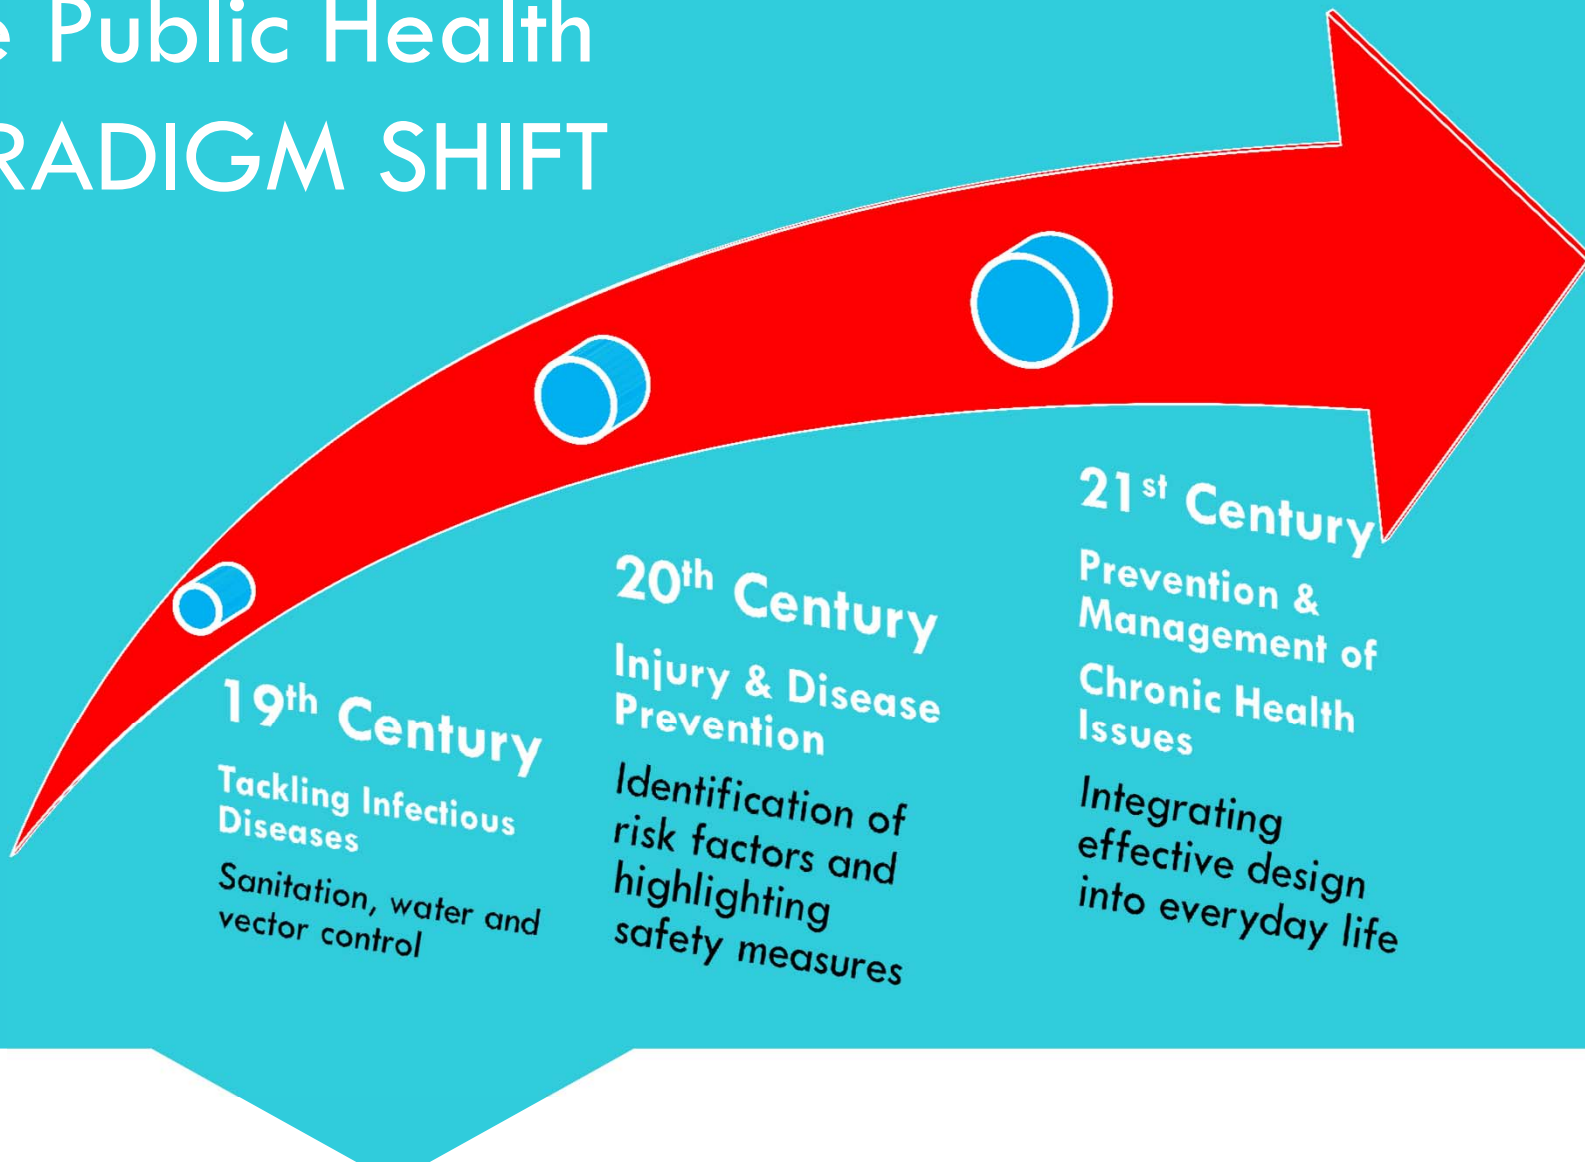 e Public Health
RADIGM SHIFT
19th Century
Tackling Infectious
Diseases
Sanitation, water and
vector control
20th Century
Injury & Disease
Prevention
Identification of
risk factors and
highlighting
safety measures
21st Century
Prevention &
Management of
Chronic Health
Issues
Integrating
effective design
into everyday life